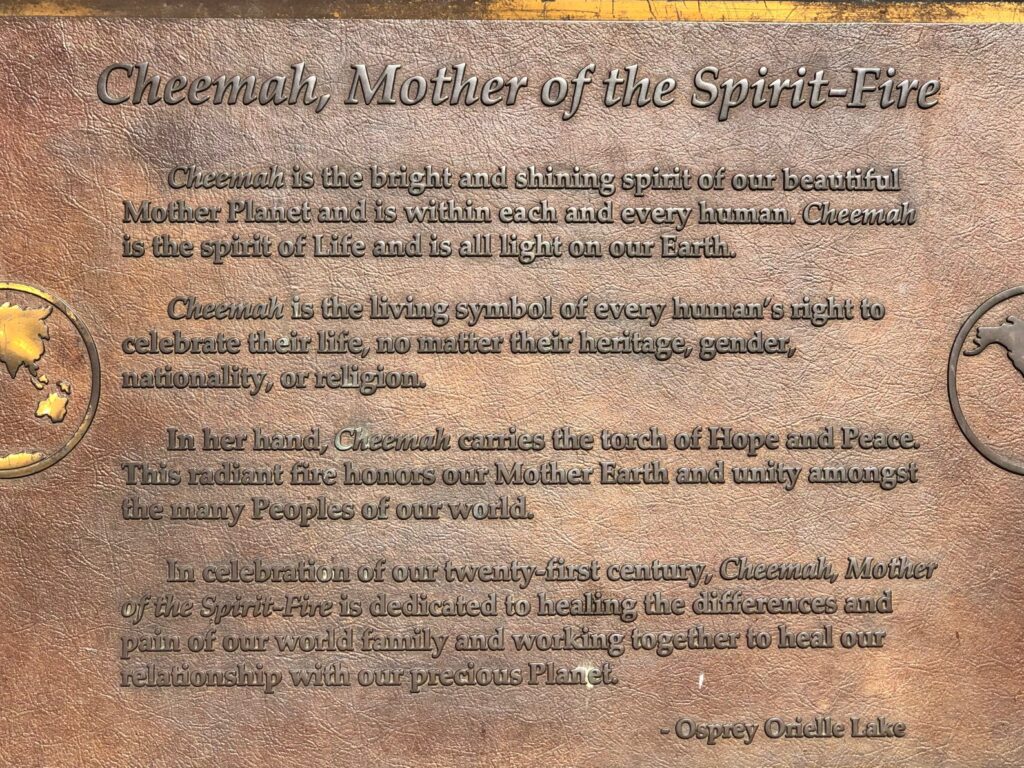 Cheemah, Mother of the Spirit-Fire
Cheemah is the bright and shining spirit of our beautiful
Mother Planet and is within each and every human. Cheemah
is the spirit of Life and is all light on our Earth.
Cheemah is the living symbol of every human's right to
celebrate their life, no matter their heritage, gender,
nationality, or religion.
In her hand, Cheemah carries the torch of Hope and Peace.
This radiant fire honors our Mother Earth and unity amongst
the many Peoples of our world.
In celebration of our twenty-first century, Cheemah, Mother
of the Spirit-Fire is dedicated to healing the differences and
pain of our world family and working together to heal our
relationship with our precious Planet.
- Osprey Orielle Lake